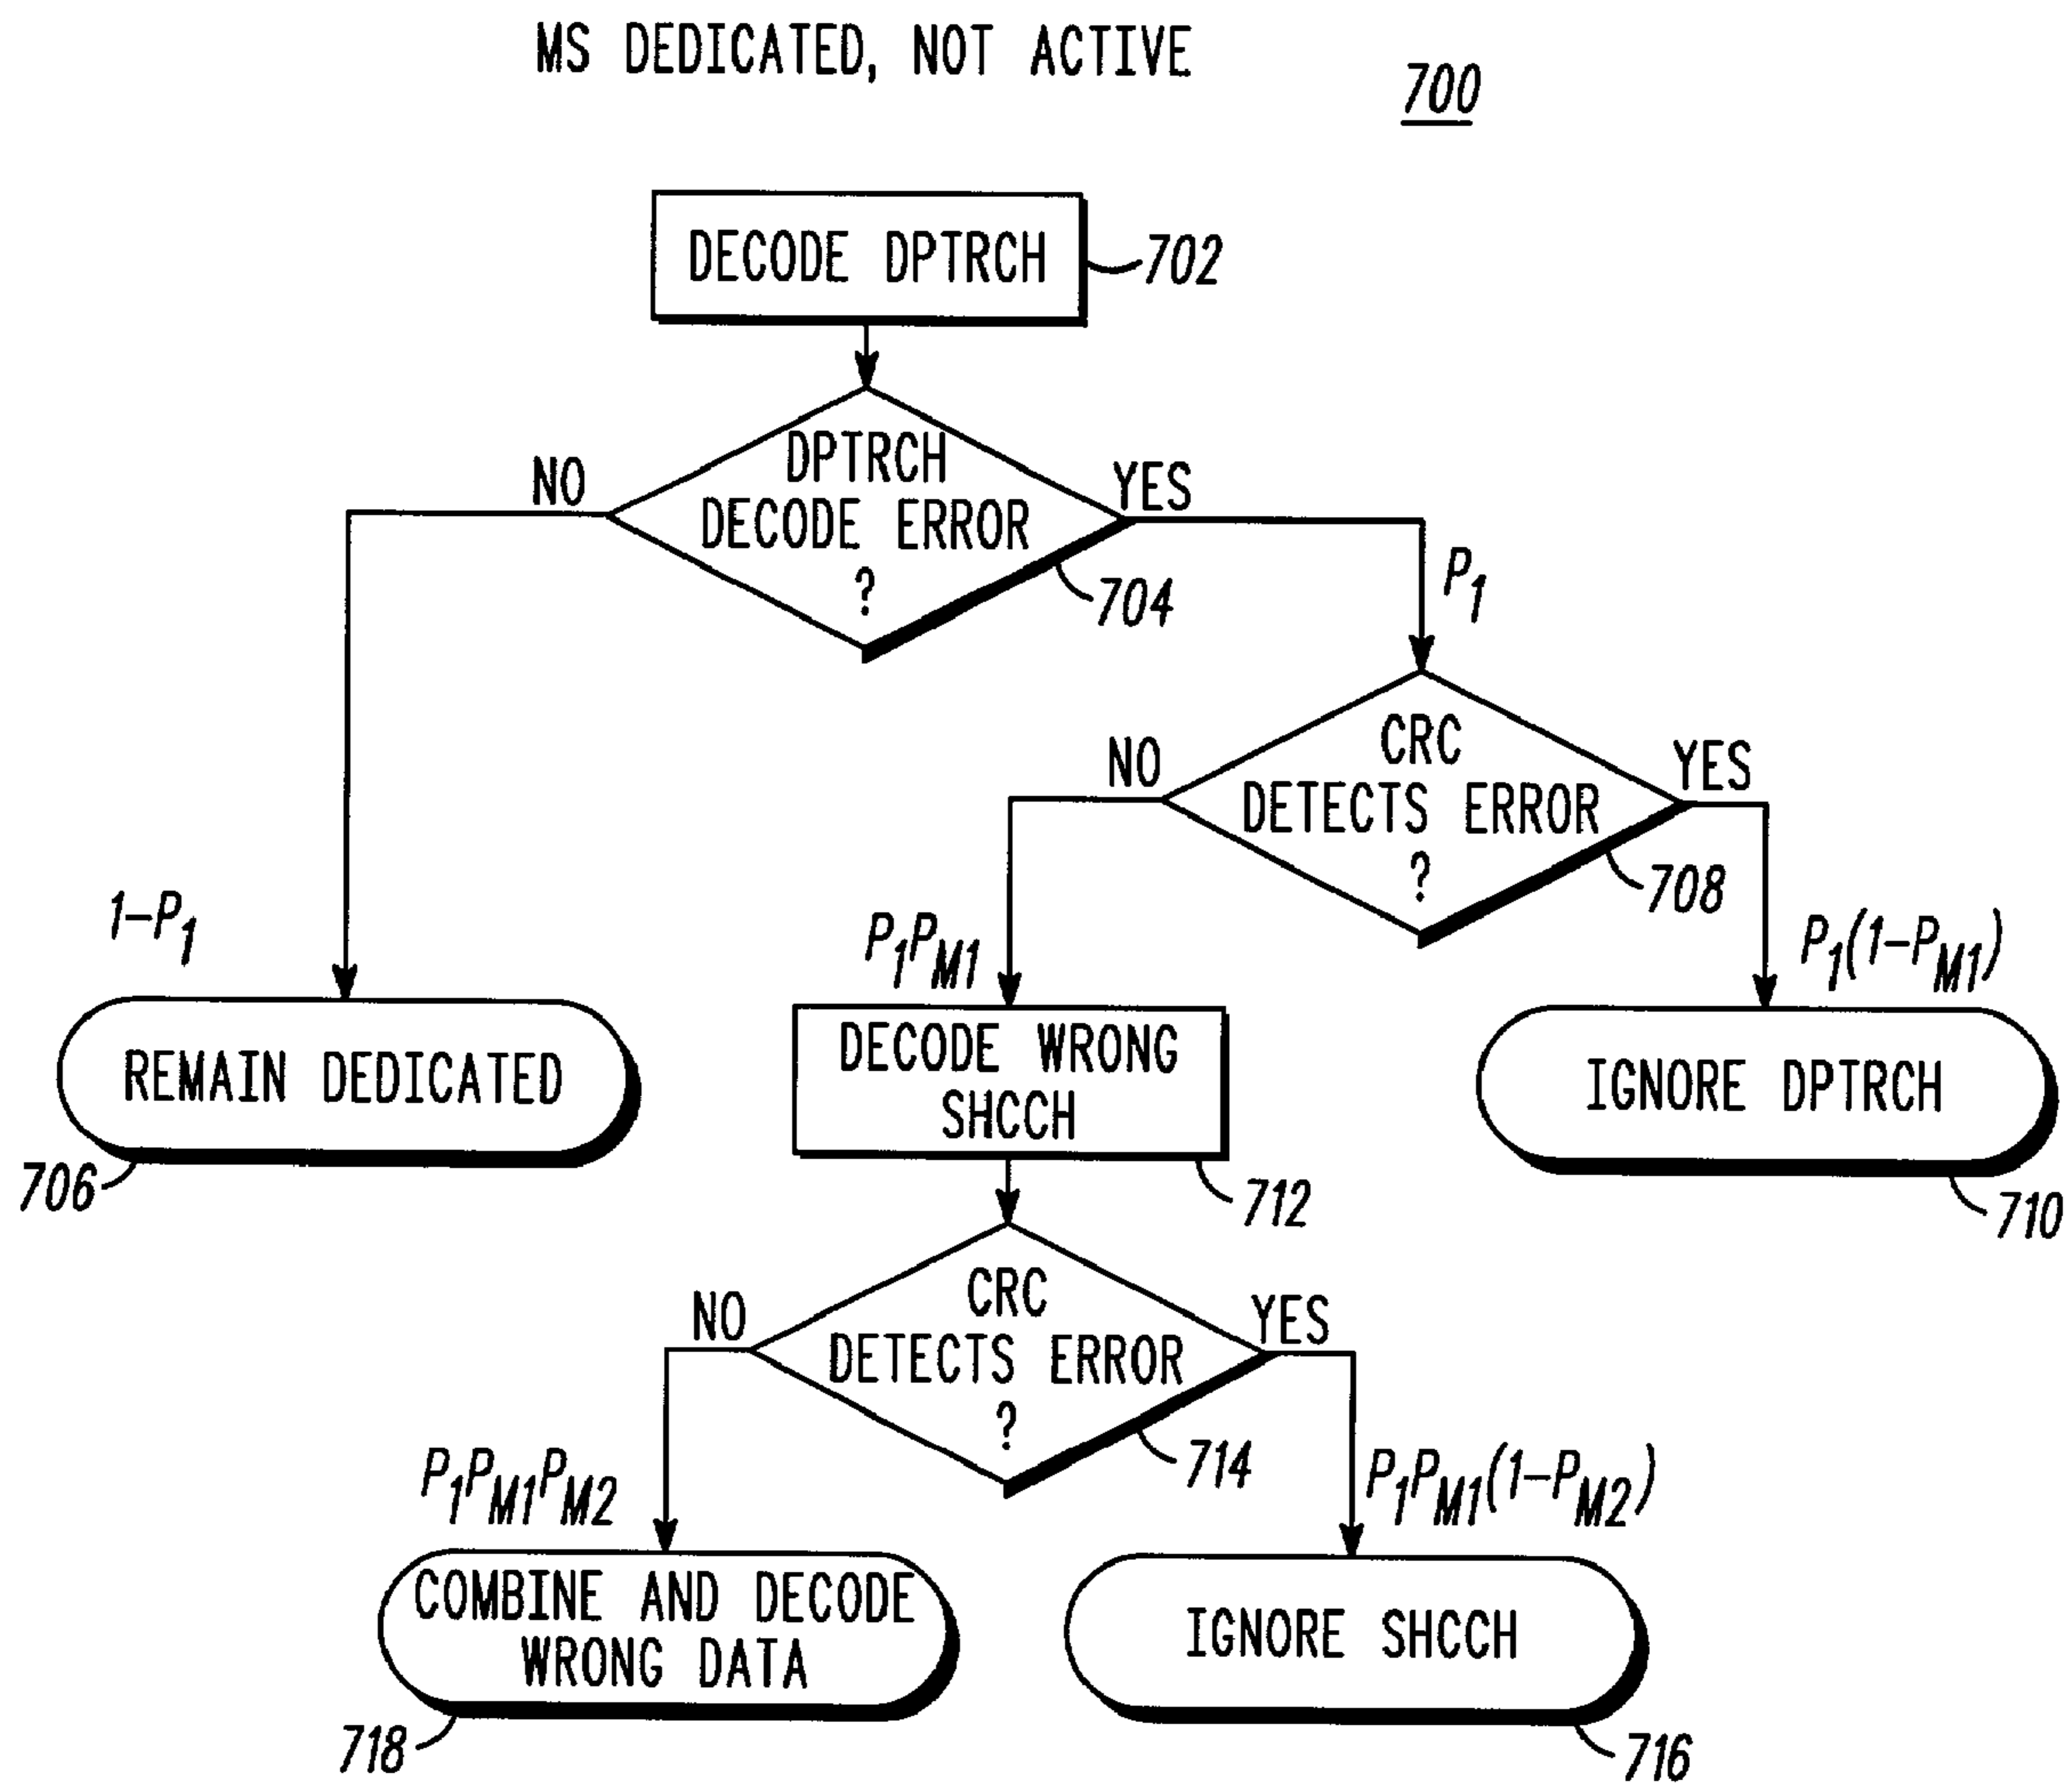 MS DEDICATED, NOT ACTIVE
700
DECODE DPTRCH
702
DPTRCH
DECODE ERROR
?
NO
YES
704
P1
CRC
DETECTS ERROR
?
NO
YES
708
1-P1
P1PM1
P1(1-PM1)
REMAIN DEDICATED
706
DECODE WRONG
SHCCH
712
IGNORE DPTRCH
710
CRC
DETECTS ERROR
?
NO
YES
714
P1PM1PM2
P1PM1(1-PM2)
COMBINE AND DECODE
WRONG DATA
718
IGNORE SHCCH
716